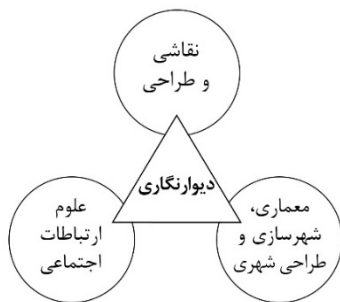 نقاشی
و طراحی
دیوارنگاری
معماری،
شهرسازی و
طراحی شهری
علوم
ارتباطات
اجتماعی